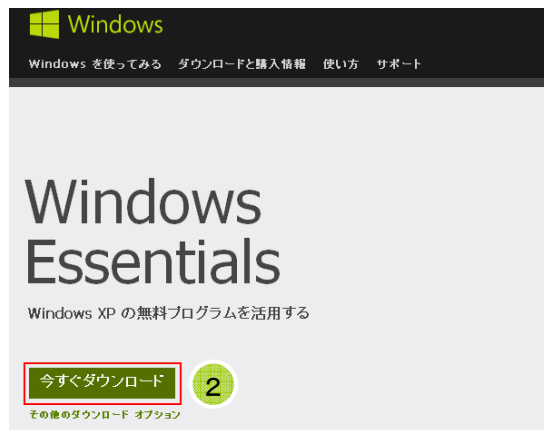 Windows
Windows を使ってみる ダウンロードと購入情報 使い方 サポート
Windows
Essentials
Windows XP の無料プログラムを活用する
今すぐダウンロード 2
その他のダウンロード オプション